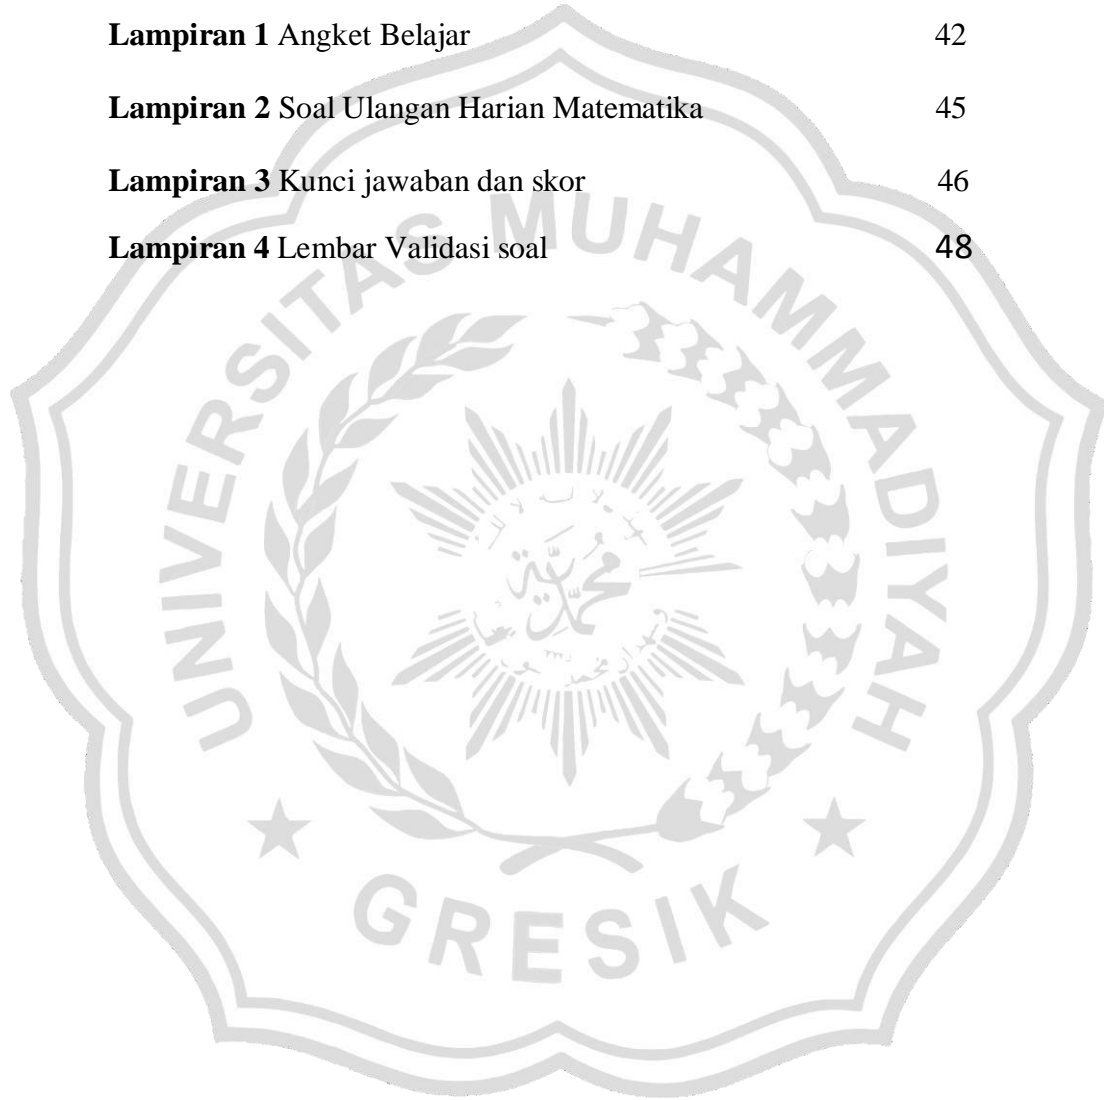 Lampiran 1 Angket Belajar 42
Lampiran 2 Soal Ulangan Harian Matematika 45
Lampiran 3 Kunci jawaban dan skor 46
Lampiran 4 Lembar Validasi soal 48
UNIVERSITAS MUHAMMADIYAH
محمد
GRESIK